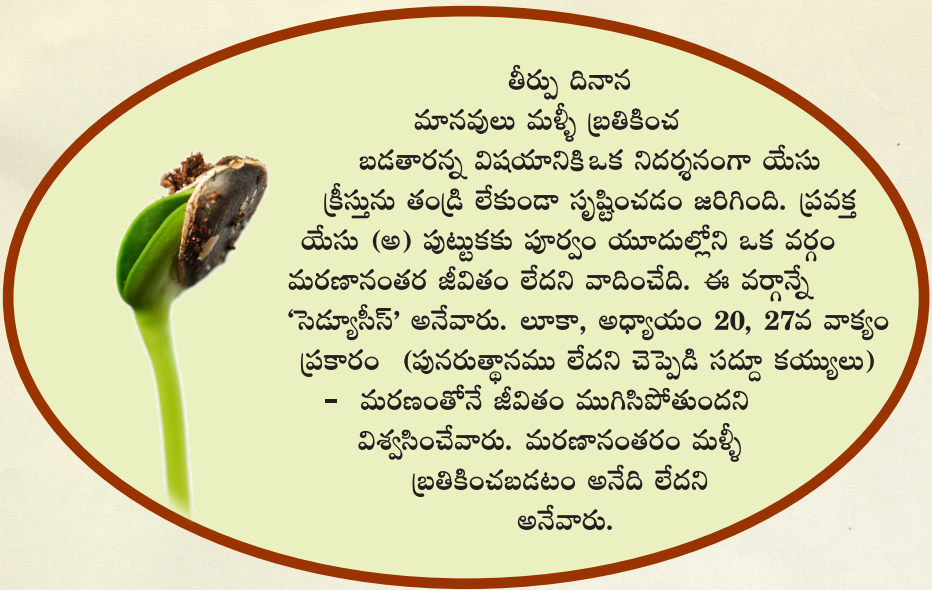 తీర్పు దినాన
మానవులు మళ్ళీ బ్రతికించ
బడతారన్న విషయానికి ఒక నిదర్శనంగా యేసు
క్రీస్తును తండ్రి లేకుండా సృష్టించడం జరిగింది. ప్రవక్త
యేసు (అ) పుట్టుకకు పూర్వం యూదుల్లోని ఒక వర్గం
మరణానంతర జీవితం లేదని వాదించేది. ఈ వర్గాన్నే
‘సెడ్యూసీస్’ అనేవారు. లూకా, అధ్యాయం 20, 27వ వాక్యం
ప్రకారం (పునరుత్థానము లేదని చెప్పెడి సద్దూ కయ్యులు)
- మరణంతోనే జీవితం ముగిసిపోతుందని
విశ్వసించేవారు. మరణానంతరం మళ్ళీ
బ్రతికించబడటం అనేది లేదని
అనేవారు.